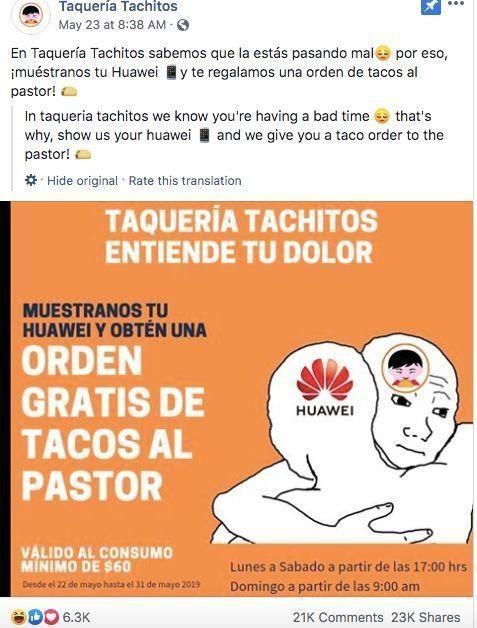 Taquería Tachitos
May 23 at 8:38 AM ·
En Taquería Tachitos sabemos que la estás pasando mal😔 por eso,
¡muéstranos tu Huawei 📱y te regalamos una orden de tacos al
pastor! 🌮
In taqueria tachitos we know you're having a bad time 😔 that's
why, show us your huawei 📱 and we give you a taco order to the
pastor! 🌮
· Hide original · Rate this translation
TAQUERÍA TACHITOS
ENTIENDE TU DOLOR
MUESTRANOS TU
HUAWEI Y OBTÉN UNA
ORDEN
GRATIS DE
TACOS AL
PASTOR
HUAWEI
VÁLIDO AL CONSUMO
MÍNIMO DE $60
Desde el 22 de mayo hasta el 31 de mayo 2019
Lunes a Sabado a partir de las 17:00 hrs
Domingo a partir de las 9:00 am
6.3K
21K Comments 23K Shares